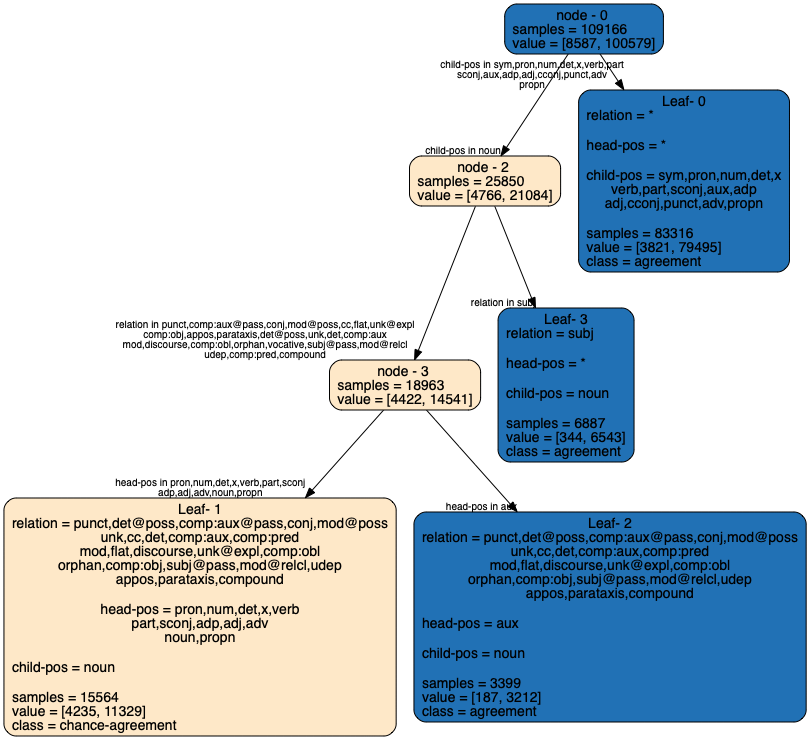 node - 0
samples = 109166
value = [8587, 100579]
child-pos in sym,pron,num,det,x,verb,part
sconj,aux,adp,adj,cconj,punct,adv
propn
Leaf- 0
relation = *
head-pos = *
child-pos = sym,pron,num,det,x
verb,part,sconj,aux,adp
adj,cconj,punct,adv,propn
samples = 83316
value = [3821, 79495]
class = agreement
child-pos in noun
node - 2
samples = 25850
value = [4766, 21084]
relation in subj
Leaf- 3
relation = subj
head-pos = *
child-pos = noun
samples = 6887
value = [344, 6543]
class = agreement
relation in punct,comp:aux@pass,conj,mod@poss,cc,flat,unk@expl
comp:obj,appos,parataxis,det@poss,unk,det,comp:aux
mod,discourse,comp:obl,orphan,vocative,subj@pass,mod@relcl
udep,comp:pred,compound
node - 3
samples = 18963
value = [4422, 14541]
head-pos in pron,num,det,x,verb,part,sconj
adp,adj,adv,noun,propn
Leaf- 1
relation = punct,det@poss,comp:aux@pass,conj,mod@poss
unk,cc,det,comp:aux,comp:pred
mod,flat,discourse,unk@expl,comp:obl
orphan,comp:obj,subj@pass,mod@relcl,udep
appos,parataxis,compound
head-pos = pron,num,det,x,verb
part,sconj,adp,adj,adv
noun,propn
child-pos = noun
samples = 15564
value = [4235, 11329]
class = chance-agreement
head-pos in aux
Leaf- 2
relation = punct,det@poss,comp:aux@pass,conj,mod@poss
unk,cc,det,comp:aux,comp:pred
mod,flat,discourse,unk@expl,comp:obl
orphan,comp:obj,subj@pass,mod@relcl,udep
appos,parataxis,compound
head-pos = aux
child-pos = noun
samples = 3399
value = [187, 3212]
class = agreement